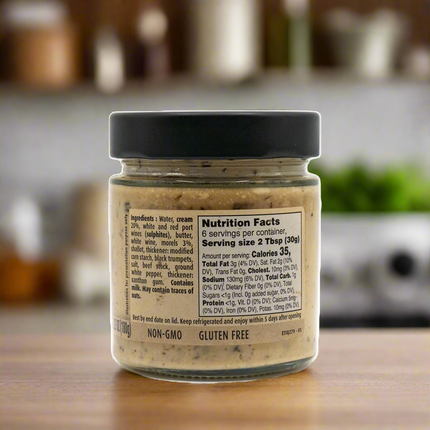 Ingredients : Water, cream
20%, white and red port
wines (sulphites), butter,
white wine, morels 3%,
shallot, thickener: modified
corn starch, black trumpets,
salt, beef stock, ground
white pepper, thickener:
xanthan gum. Contains
milk. May contain traces of
nuts.
Nutrition Facts
6 servings per container,
Serving size 2 Tbsp (30g)
Amount per serving: Calories 35,
Total Fat 3g (4% DV), Sat. Fat 2g (10%
DV), Trans Fat 0g, Cholest. 10mg (3% DV),
Sodium 130mg (6% DV), Total Carb.
(0% DV), Dietary Fiber 0g (0% DV), Total
Sugars <1g (Incl. 0g added sugar, 0% DV),
Protein <1g, Vit. D (0% DV), Calcium
(0% DV), Iron (0% DV), Potas. 10mg (0% DV).
Best by end date on lid. Keep refrigerated and enjoy within 5 days after opening
NON-GMO GLUTEN FREE